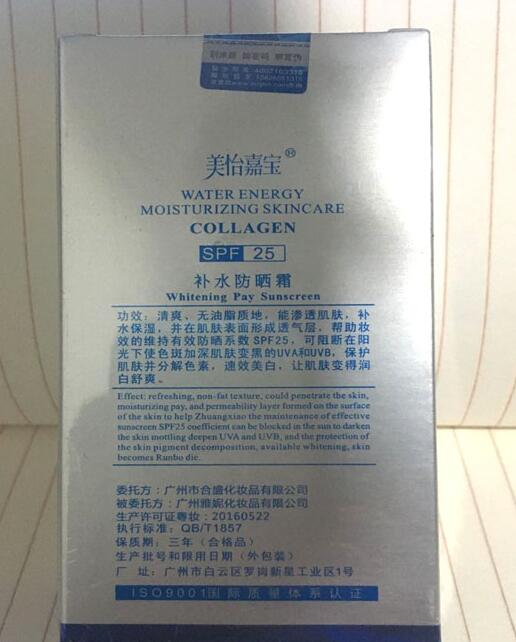 美怡嘉宝®
WATER ENERGY
MOISTURIZING SKINCARE
COLLAGEN
SPF 25
补水防晒霜
Whitening Pay Sunscreen
功效：清爽、无油脂质地，能渗透肌肤，补
水保湿，并在肌肤表面形成透气层，帮助妆
效的维持有效防晒系数SPF25，可阻断在阳
光下使色斑加深肌肤变黑的UVA和UVB，保护
肌肤并分解色素，速效美白，让肌肤变得润
白舒爽。
Effect: refreshing, non-fat texture, could penetrate the skin,
moisturizing pay, and permeability layer formed on the surface
of the skin to help Zhuangxiao the maintenance of effective
sunscreen SPF25 coefficient can be blocked in the sun to darken
the skin mottling deepen UVA and UVB, and the protection of
the skin pigment decomposition, available whitening, skin
becomes Runbo die.
委托方：广州市合盛化妆品有限公司
被委托方：广州雅妮化妆品有限公司
生产许可证粤妆：20160522
执行标准：QB/T1857
保质期：三年（合格品）
生产批号和限用日期（外包装）
厂 址：广州市白云区罗岗新星工业区1号
ISO9001国际质量体系认证